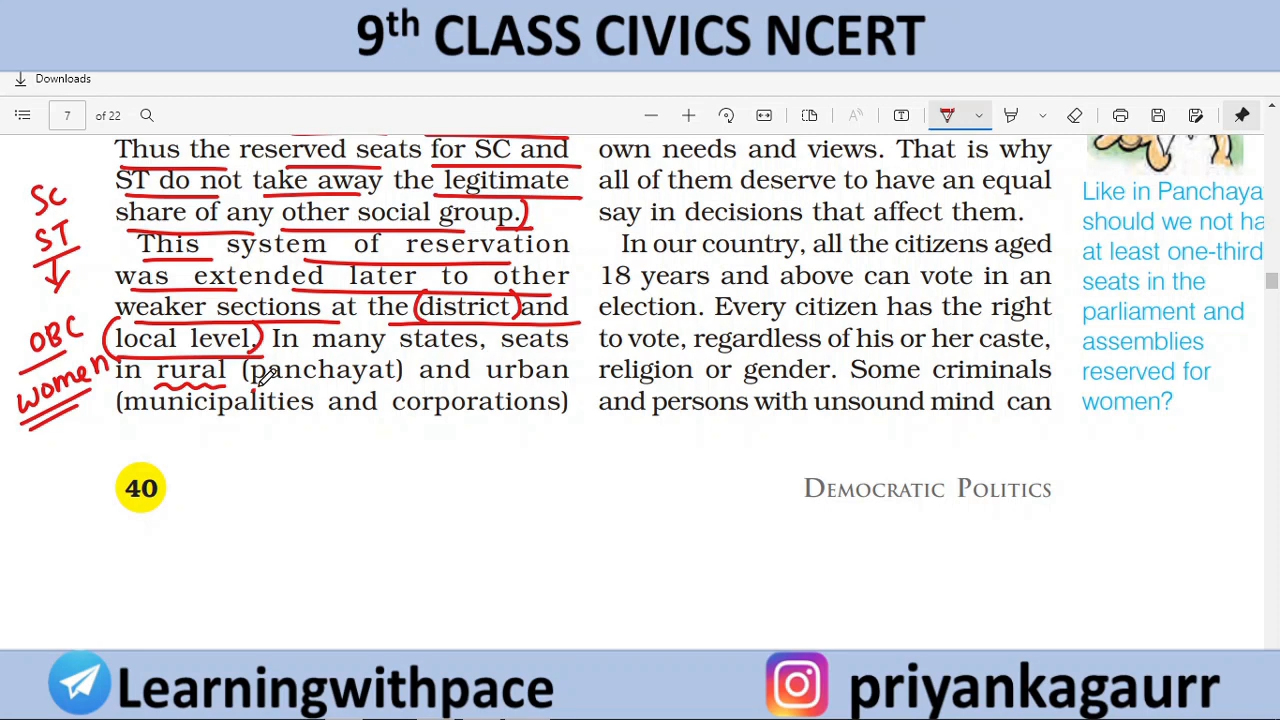 9th CLASS CIVICS NCERT
Downloads
7 of 22
Thus the reserved seats for SC and
ST do not take away the legitimate
share of any other social group.)
This system of reservation
was extended later to other
weaker sections at the (district) and
(local level.) In many states, seats
in rural (panchayat) and urban
(municipalities and corporations)
SC
ST
OBC
women
own needs and views. That is why
all of them deserve to have an equal
say in decisions that affect them.
In our country, all the citizens aged
18 years and above can vote in an
election. Every citizen has the right
to vote, regardless of his or her caste,
religion or gender. Some criminals
and persons with unsound mind can
Like in Panchaya
should we not ha
at least one-third
seats in the
parliament and
assemblies
reserved for
women?
40
DEMOCRATIC POLITICS
Learningwithpace
priyankagaurr